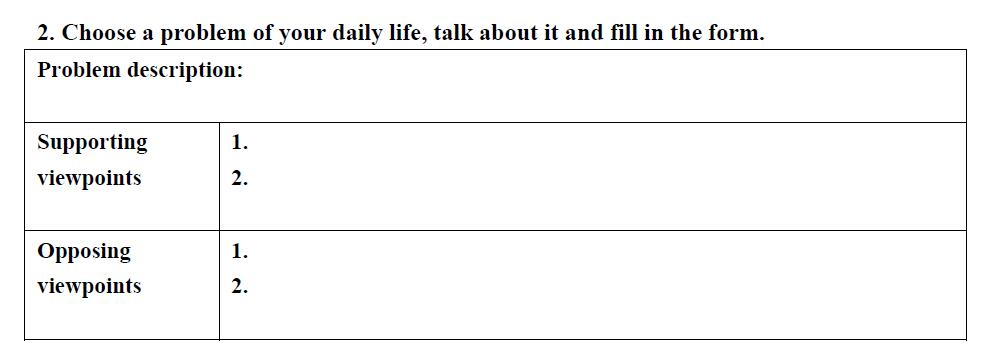 2. Choose a problem of your daily life, talk about it and fill in the form.
Problem description:
Supporting
viewpoints
1.
2.
Opposing
viewpoints
1.
2.